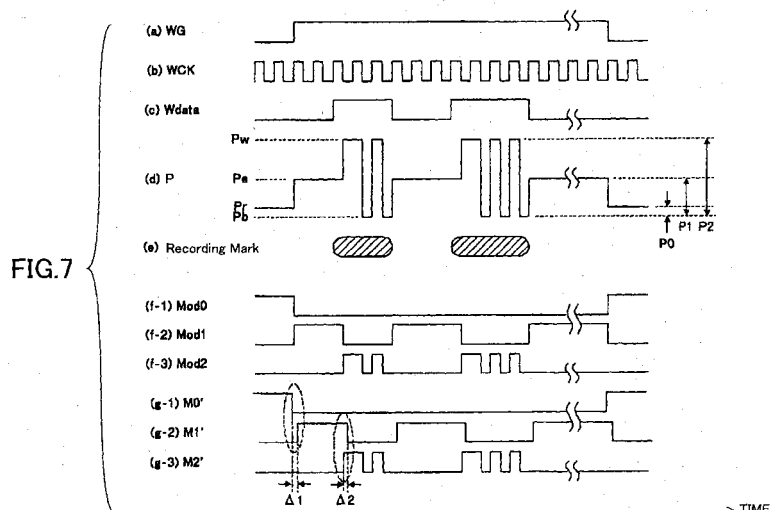 FIG.7
(a) WG
(b) WCK
(c) Wdata
Pw
(d) P
Pe
Pr
Pb
P0
P1 P2
(e) Recording Mark
(f-1) Mod0
(f-2) Mod1
(f-3) Mod2
(g-1) M0'
(g-2) M1'
(g-3) M2'
Δ1
Δ2
TIME